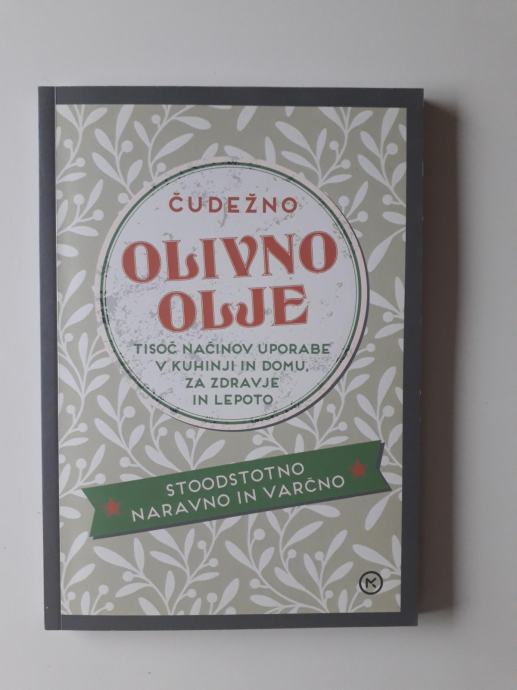 ČUDEŽNO
OLIVNO
OLJE
TISOČ NAČINOV UPORABE
V KUHINJI IN DOMU,
ZA ZDRAVJE
IN LEPOTO
STOODSTOTNO
NARAVNO IN VARČNO